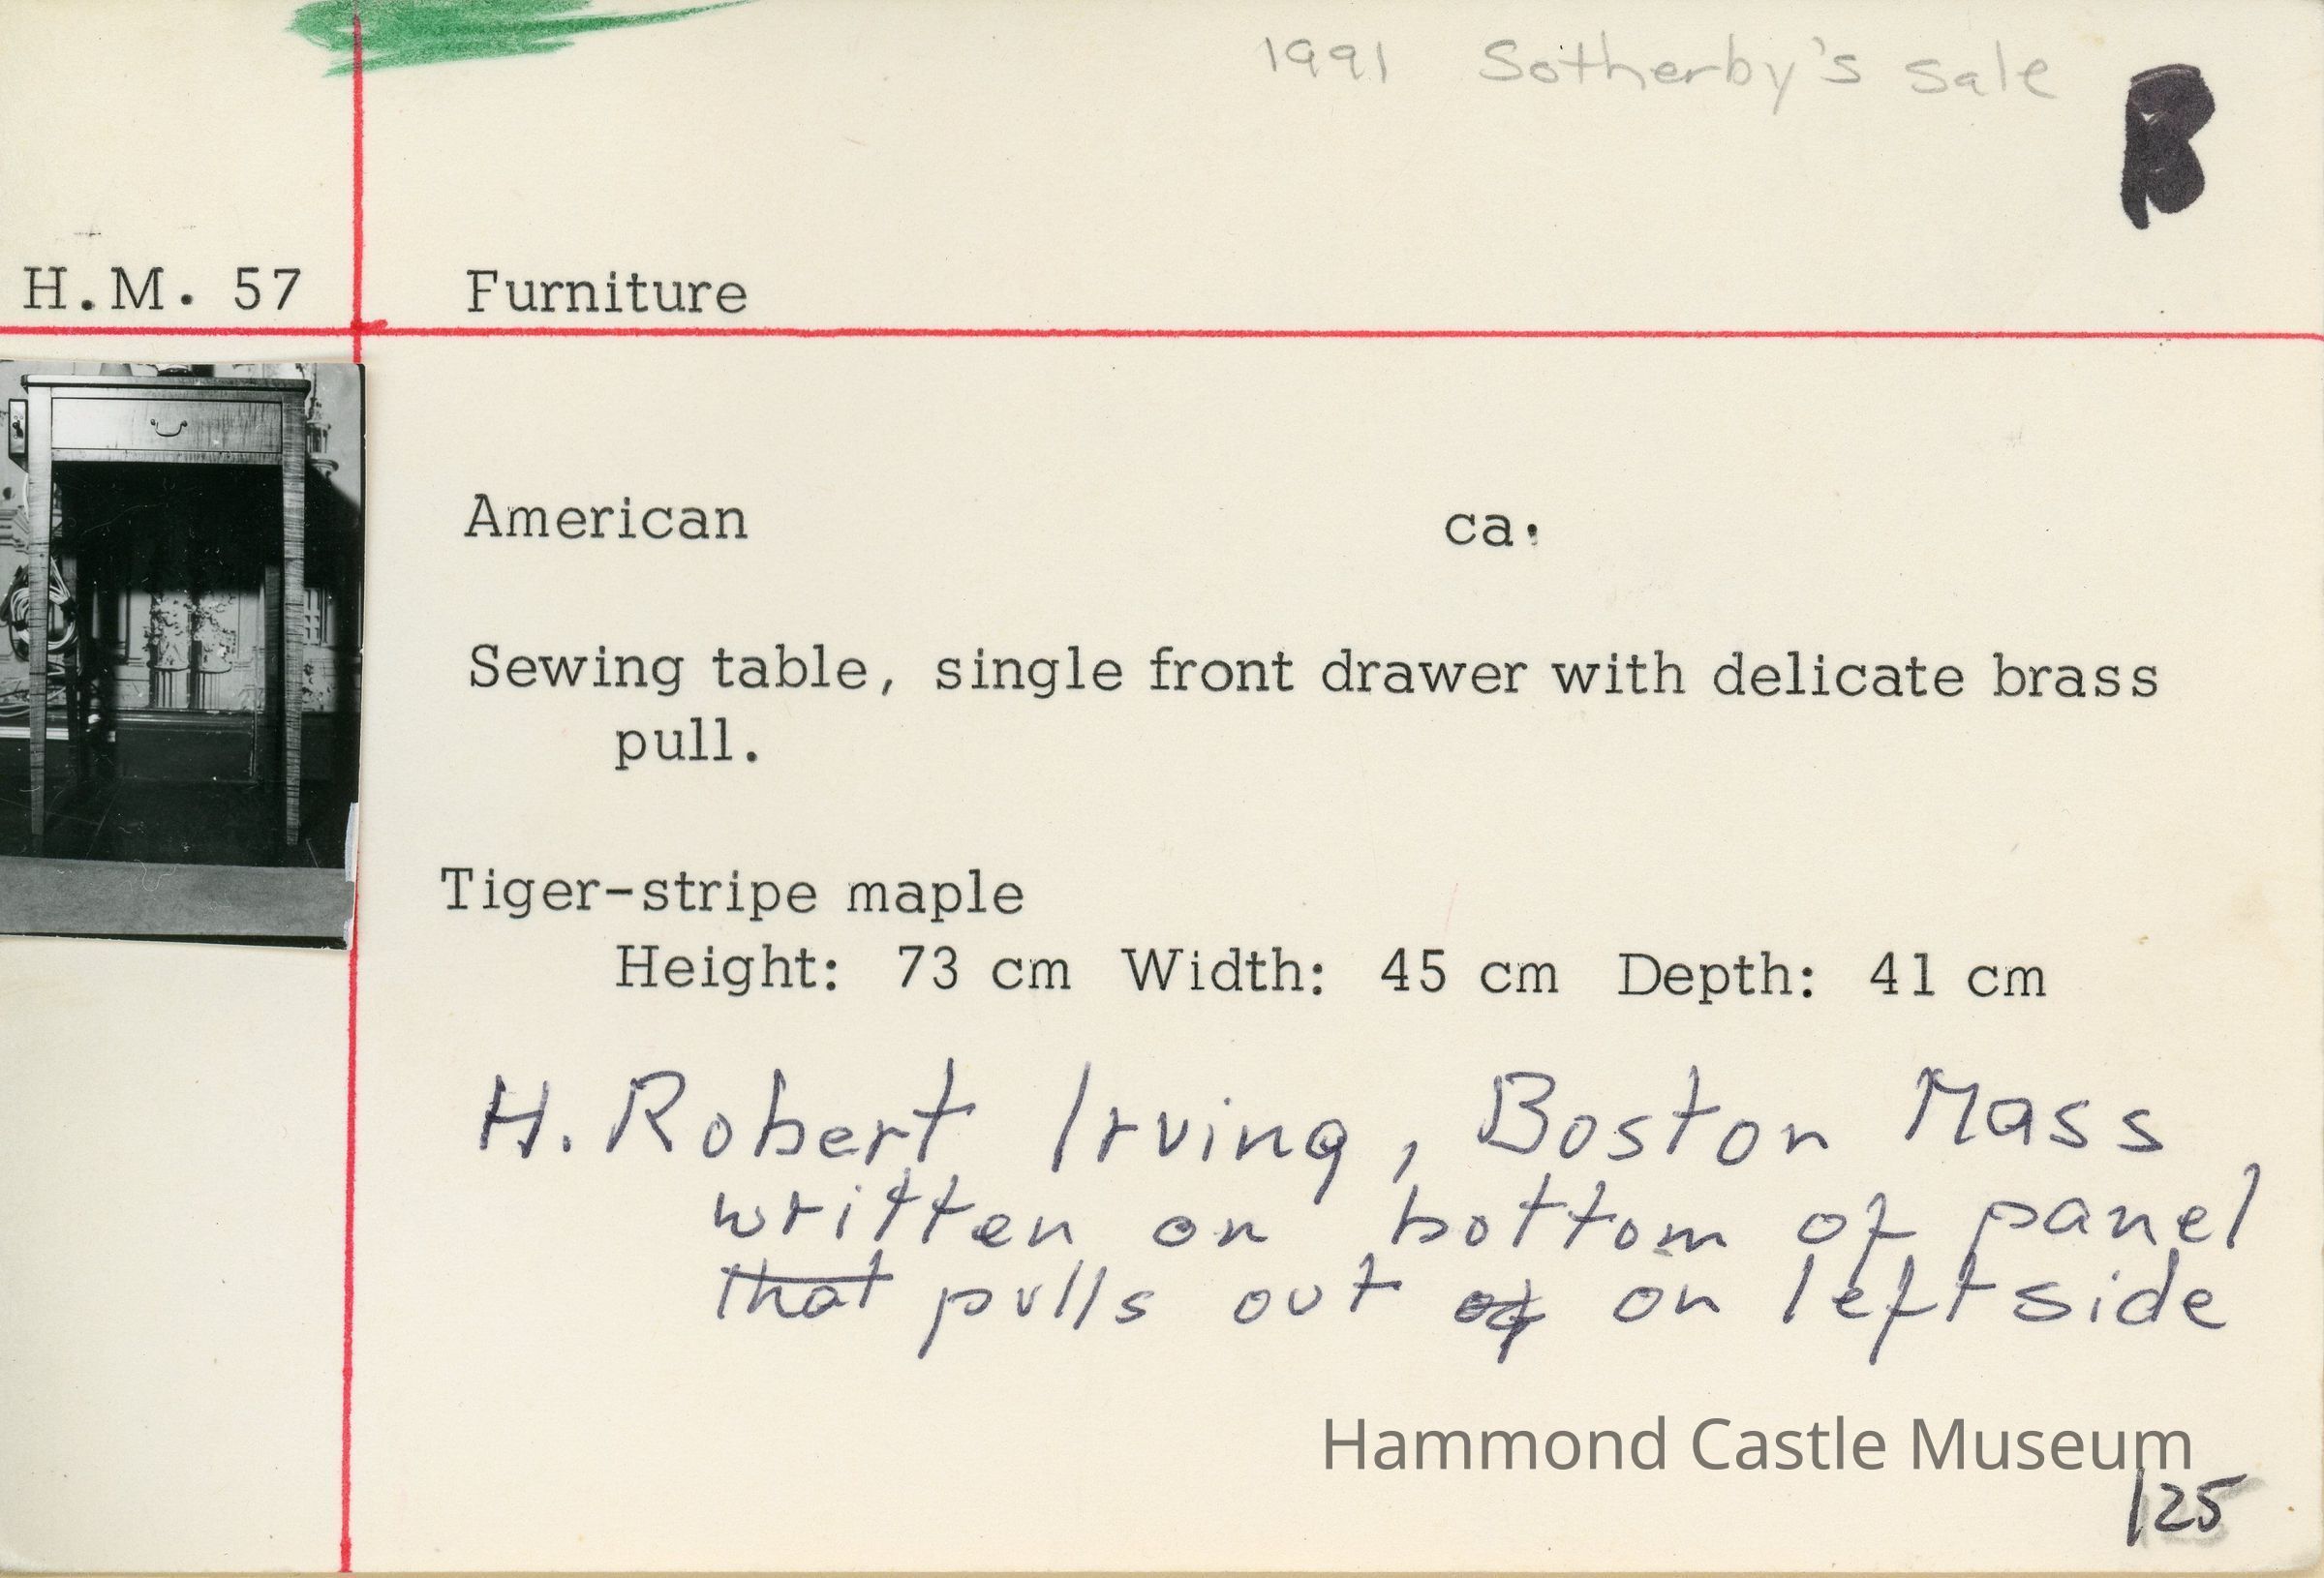 1991 Sotherby's sale
B
H.M. 57 Furniture
American ca.
Sewing table, single front drawer with delicate brass
pull.
Tiger-stripe maple
Height: 73 cm Width: 45 cm Depth: 41 cm
H. Robert Irving, Boston Mass
written on bottom of panel
that pulls out of on left side
Hammond Castle Museum
125